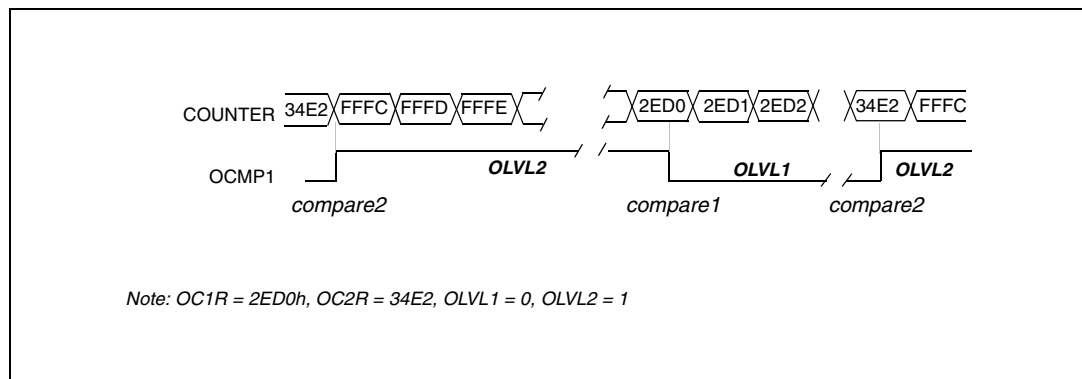 COUNTER 34E2 FFFC FFFD FFFE 2ED0 2ED1 2ED2 34E2 FFFC
OCMP1 OLVL2 OLVL1 OLVL2
compare2 compare1 compare2
Note: OC1R = 2ED0h, OC2R = 34E2, OLVL1 = 0, OLVL2 = 1